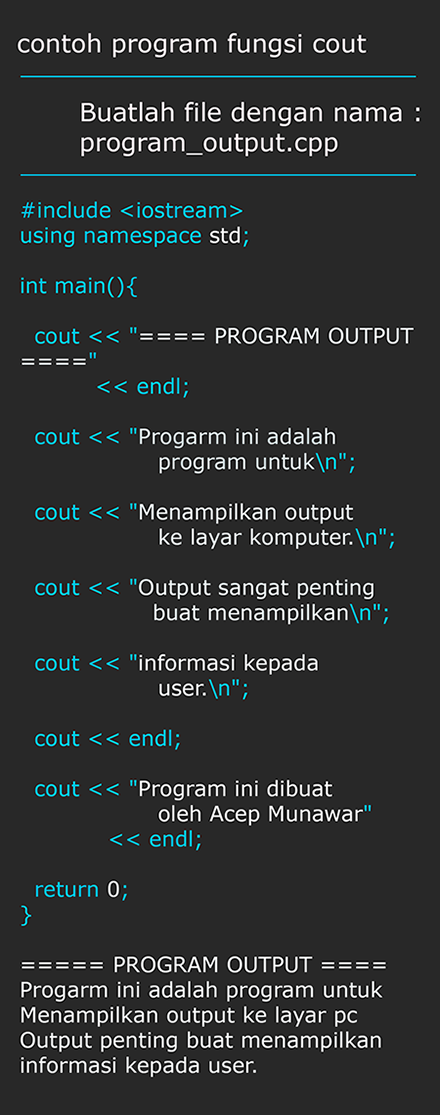 contoh program fungsi cout
Buatlah file dengan nama :
program_output.cpp
#include <iostream>
using namespace std;
int main(){
cout << "==== PROGRAM OUTPUT
===="
<< endl;
cout << "Progarm ini adalah
program untuk\n";
cout << "Menampilkan output
ke layar komputer.\n";
cout << "Output sangat penting
buat menampilkan\n";
cout << "informasi kepada
user.\n";
cout << endl;
cout << "Program ini dibuat
oleh Acep Munawar"
<< endl;
return 0;
}
===== PROGRAM OUTPUT ====
Progarm ini adalah program untuk
Menampilkan output ke layar pc
Output penting buat menampilkan
informasi kepada user.